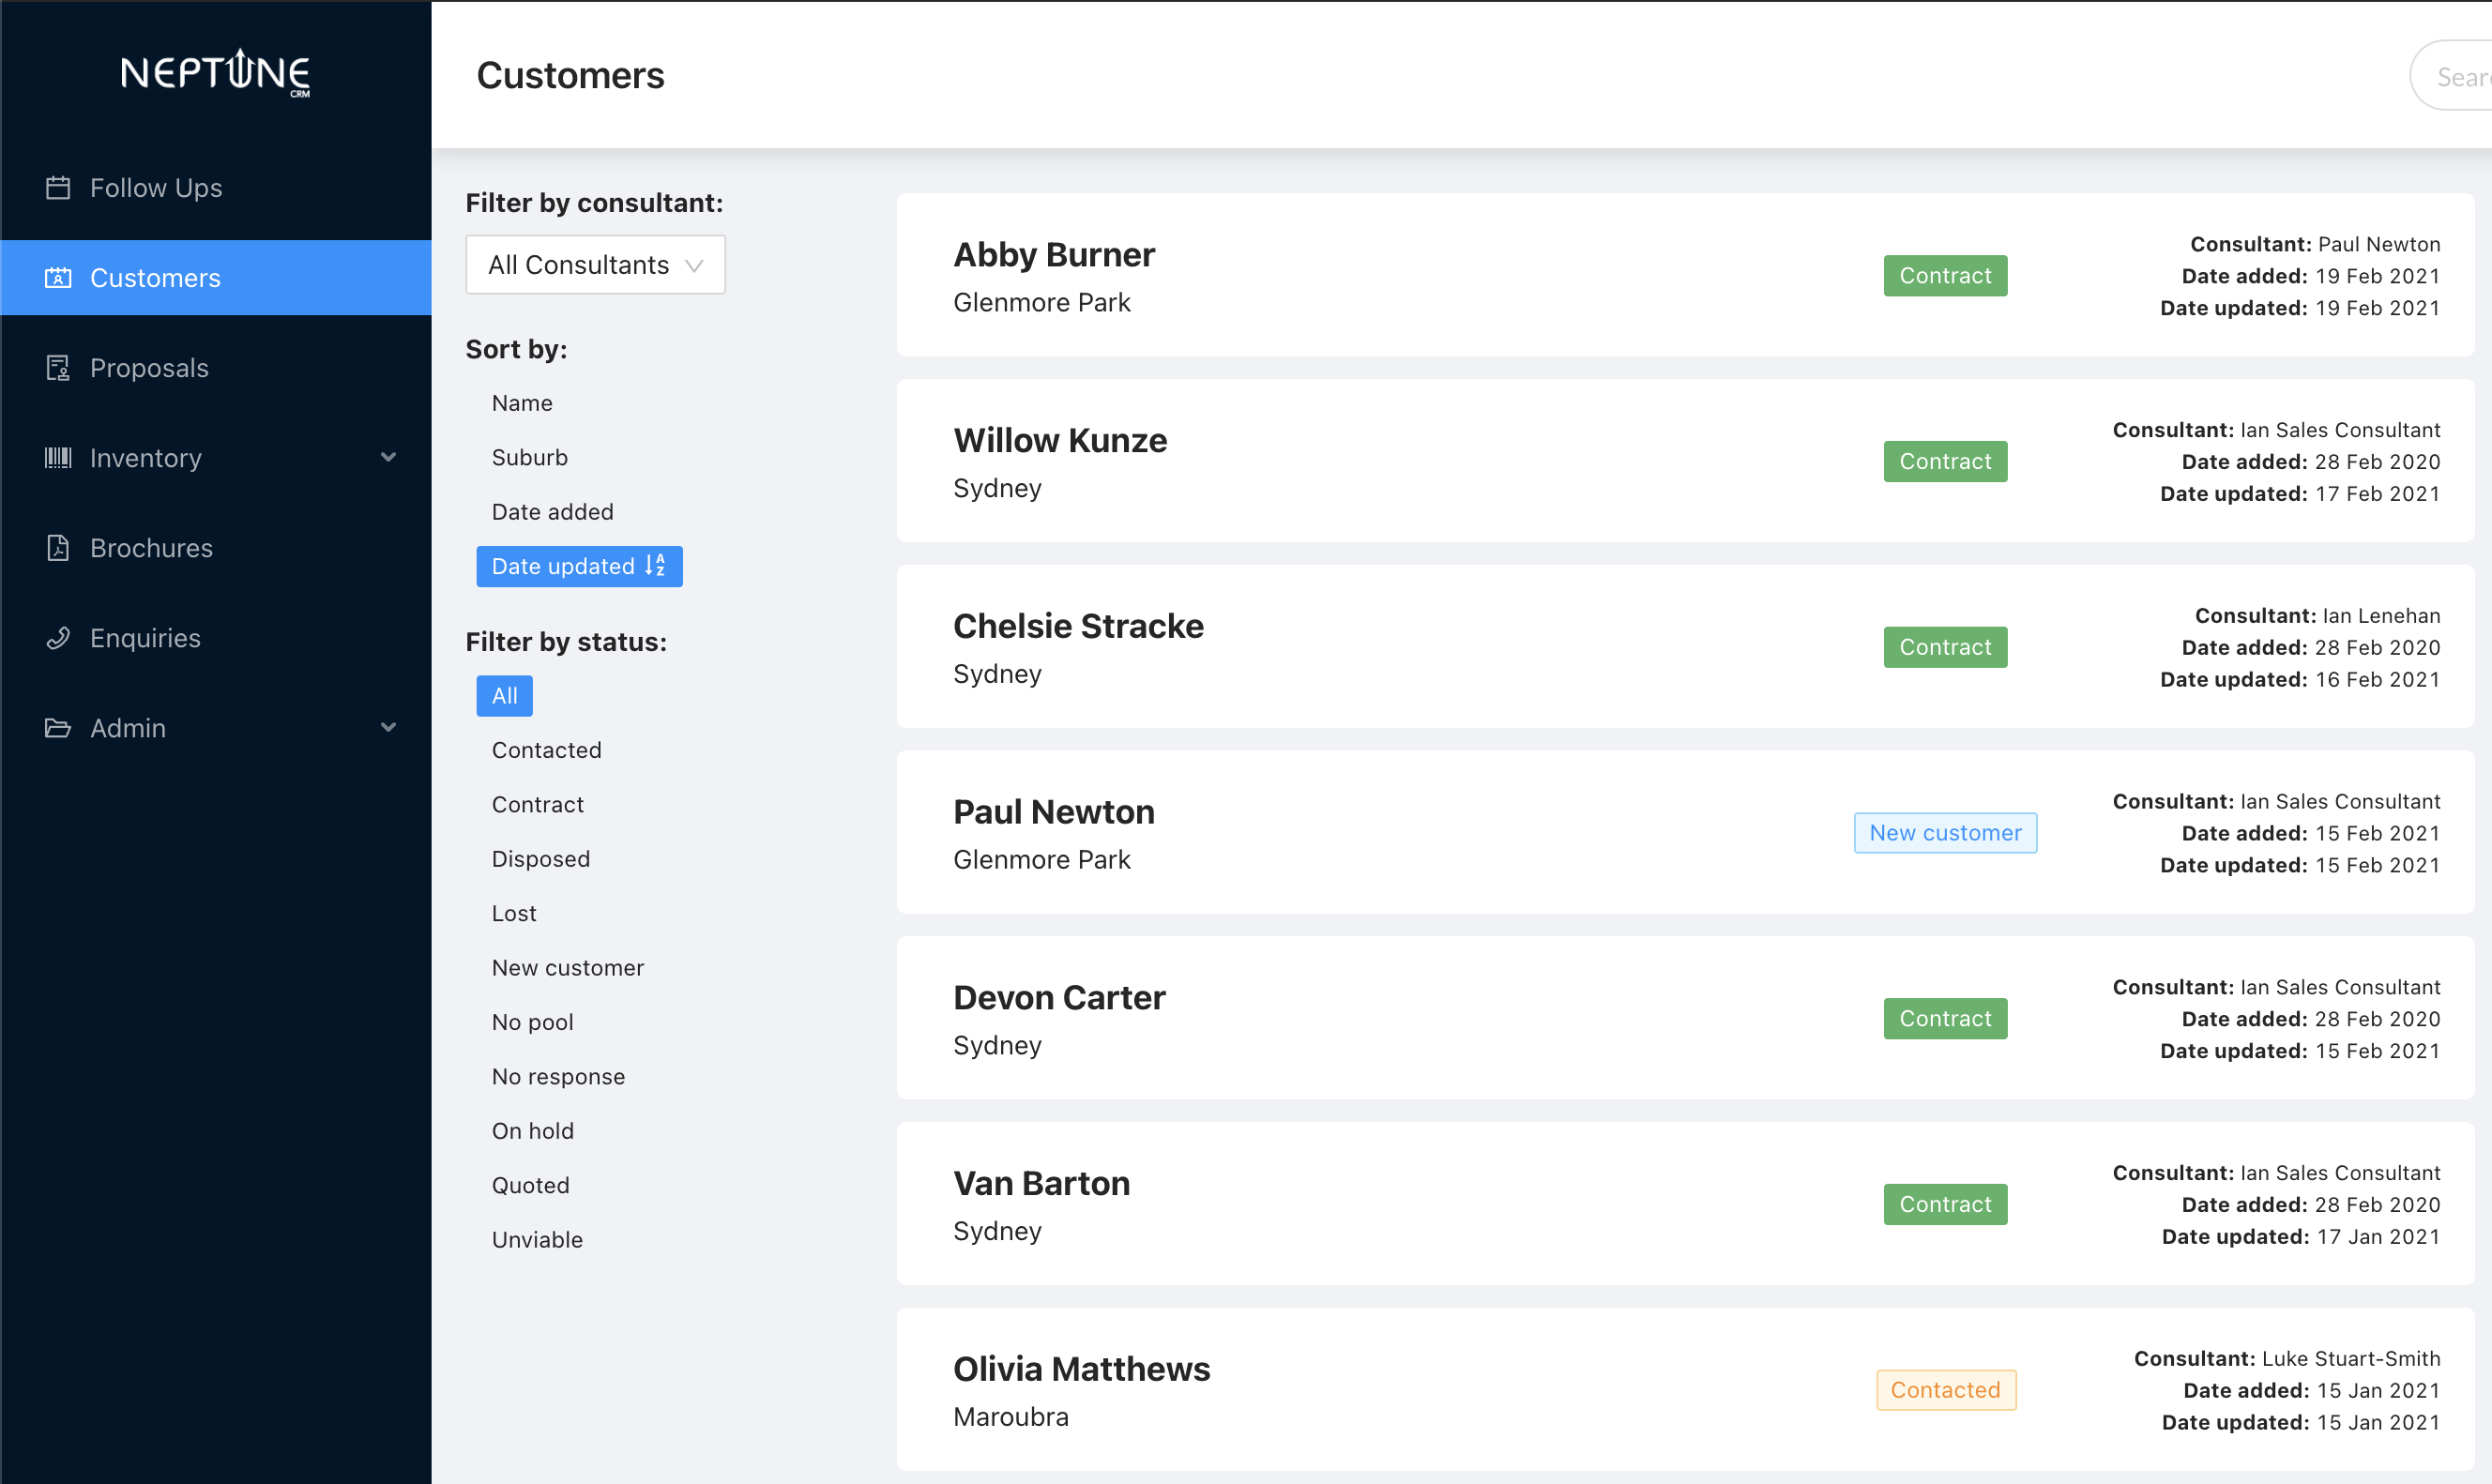 NEPTUNE
CRM
Follow Ups
Customers
Proposals
Inventory
Brochures
Enquiries
Admin
Customers
Filter by consultant:
All Consultants
Sort by:
Name
Suburb
Date added
Date updated
Filter by status:
All
Contacted
Contract
Disposed
Lost
New customer
No pool
No response
On hold
Quoted
Unviable
Abby Burner
Glenmore Park
Contract
Consultant: Paul Newton
Date added: 19 Feb 2021
Date updated: 19 Feb 2021
Willow Kunze
Sydney
Contract
Consultant: Ian Sales Consultant
Date added: 28 Feb 2020
Date updated: 17 Feb 2021
Chelsie Stracke
Sydney
Contract
Consultant: Ian Lenehan
Date added: 28 Feb 2020
Date updated: 16 Feb 2021
Paul Newton
Glenmore Park
New customer
Consultant: Ian Sales Consultant
Date added: 15 Feb 2021
Date updated: 15 Feb 2021
Devon Carter
Sydney
Contract
Consultant: Ian Sales Consultant
Date added: 28 Feb 2020
Date updated: 15 Feb 2021
Van Barton
Sydney
Contract
Consultant: Ian Sales Consultant
Date added: 28 Feb 2020
Date updated: 17 Jan 2021
Olivia Matthews
Maroubra
Contacted
Consultant: Luke Stuart-Smith
Date added: 15 Jan 2021
Date updated: 15 Jan 2021